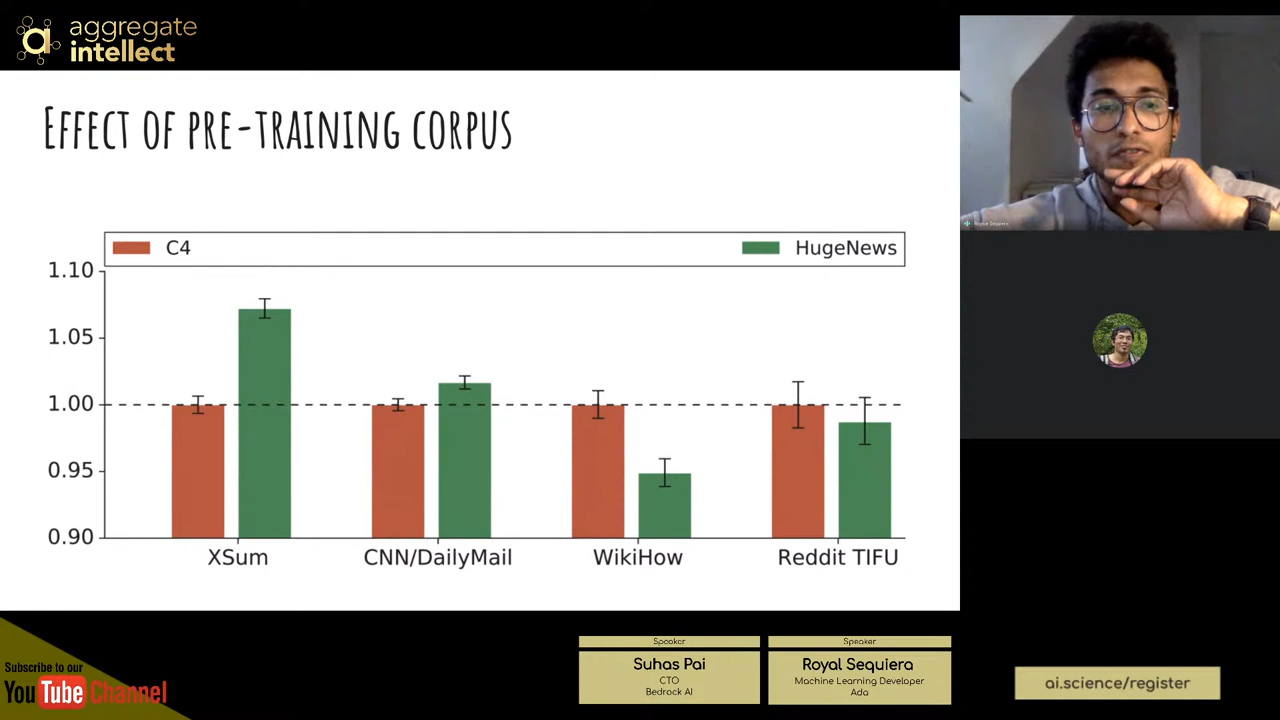 aggregate
intellect
EFFECT OF PRE-TRAINING CORPUS
C4
HugeNews
1.10
1.05
1.00
0.95
0.90
XSum
CNN/DailyMail
WikiHow
Reddit TIFU
Royal Sequiera
Subscribe to our
YouTube Channel
Speaker
Suhas Pai
CTO
Bedrock AI
Speaker
Royal Sequiera
Machine Learning Developer
Ada
ai.science/register